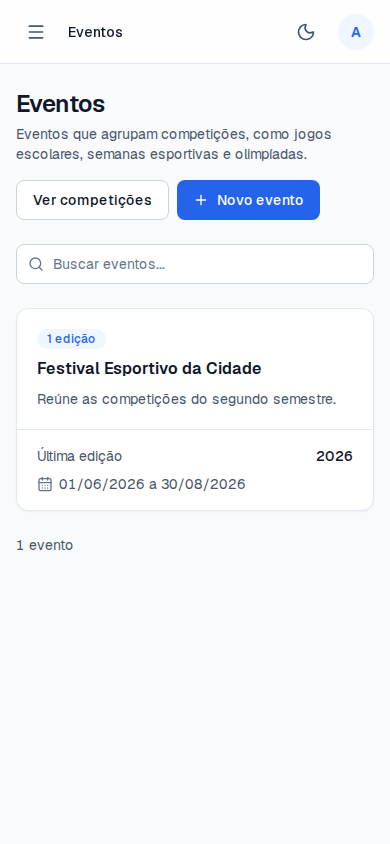 Eventos
A
Eventos
Eventos que agrupam competições, como jogos
escolares, semanas esportivas e olimpíadas.
Ver competições
Novo evento
Buscar eventos...
1 edição
Festival Esportivo da Cidade
Reúne as competições do segundo semestre.
Última edição 2026
01/06/2026 a 30/08/2026
1 evento